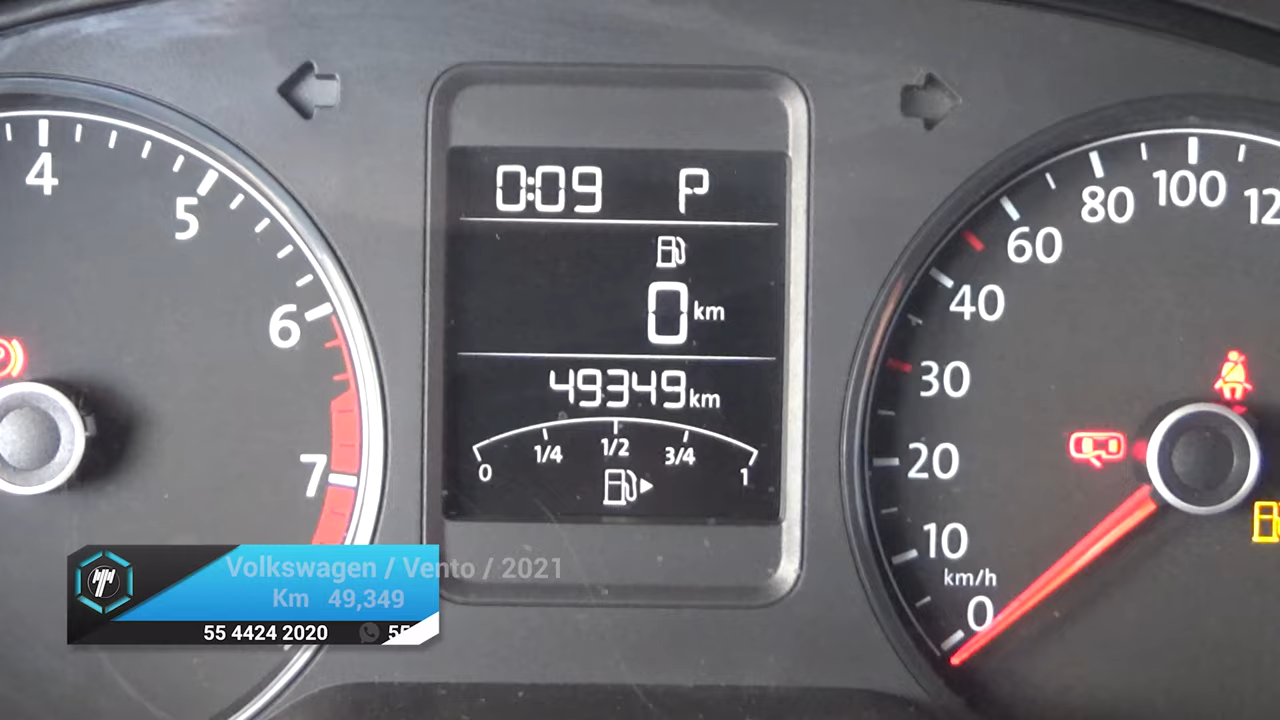 4
5
6
7
0:09 P
0 km
49349 km
0 1/4 1/2 3/4 1
100
80
60
40
30
20
10
km/h
0
Volkswagen / Vento / 2021
Km 49,349
55 4424 2020